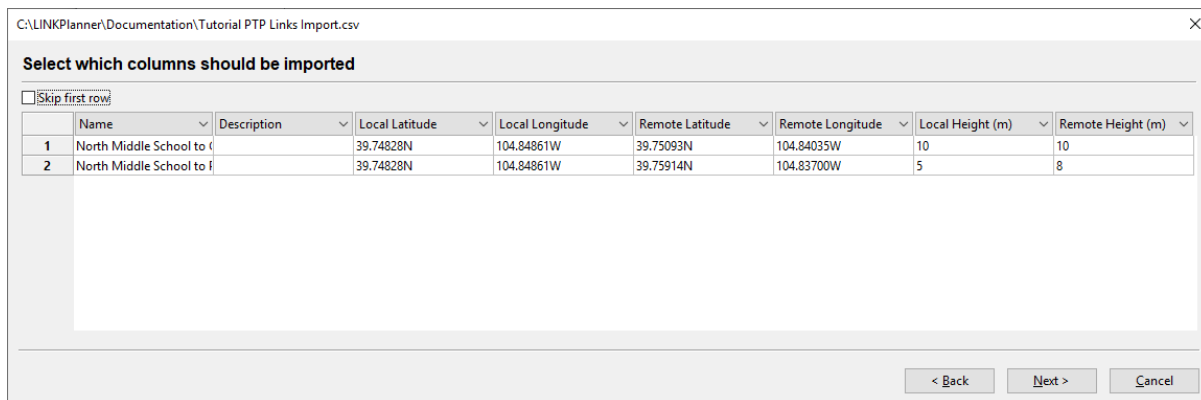 C:\LINKPlanner\Documentation\Tutorial PTP Links Import.csv
Select which columns should be imported
Skip first row
Name Description Local Latitude Local Longitude Remote Latitude Remote Longitude Local Height (m) Remote Height (m)
1 North Middle School to 39.74828N 104.84861W 39.75093N 104.84035W 10 10
2 North Middle School to 39.74828N 104.84861W 39.75914N 104.83700W 5 8
< Back Next > Cancel